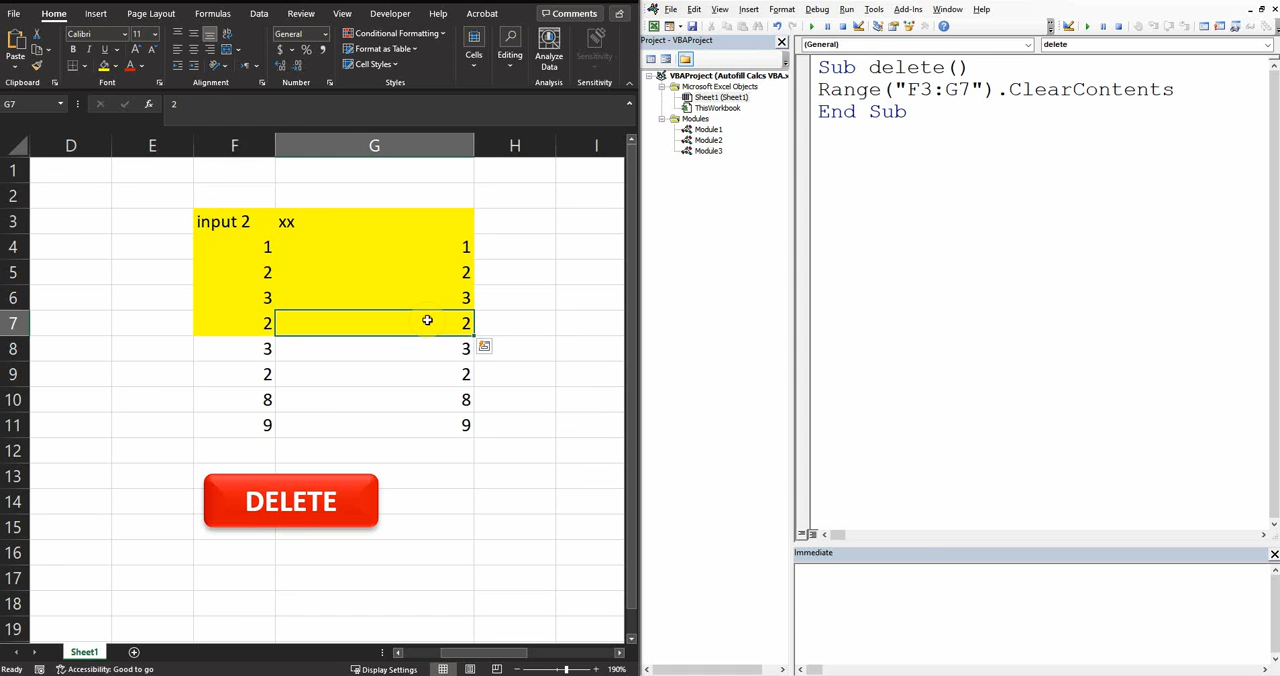 File Home Insert Page Layout Formulas Data Review View Developer Help Acrobat Comments
Calibri 11 General Conditional Formatting
Format as Table
Cell Styles
Paste Cells Editing Analyze Data Sensitivity
Clipboard Font Alignment Number Styles Analysis Sensitivity
G7 fx 2
D E F G H I
1
2
3 input 2 xx
4 1 1
5 2 2
6 3 3
7 2 2
8 3 3
9 2 2
10 8 8
11 9 9
12
13
14 DELETE
15
16
17
18
19
Sheet1
Ready Accessibility: Good to go Display Settings 190%
File Edit View Insert Format Debug Run Tools Add-Ins Window Help
Project - VBAProject
VBAProject (Autofill Calcs VBA.x
Microsoft Excel Objects
Sheet1 (Sheet1)
ThisWorkbook
Modules
Module1
Module2
Module3
(General) delete
Sub delete()
Range("F3:G7").ClearContents
End Sub
Immediate